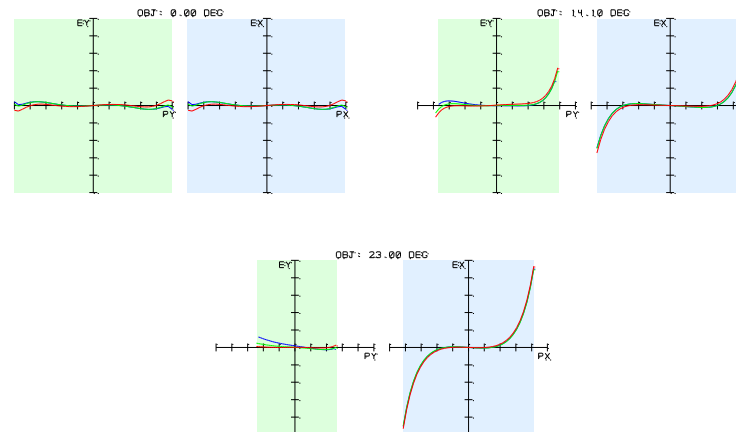 OBJ: 0.00 DEG
EY
EX
PY
PX
OBJ: 14.10 DEG
EY
EX
PY
OBJ: 23.00 DEG
EY
EX
PY
PX